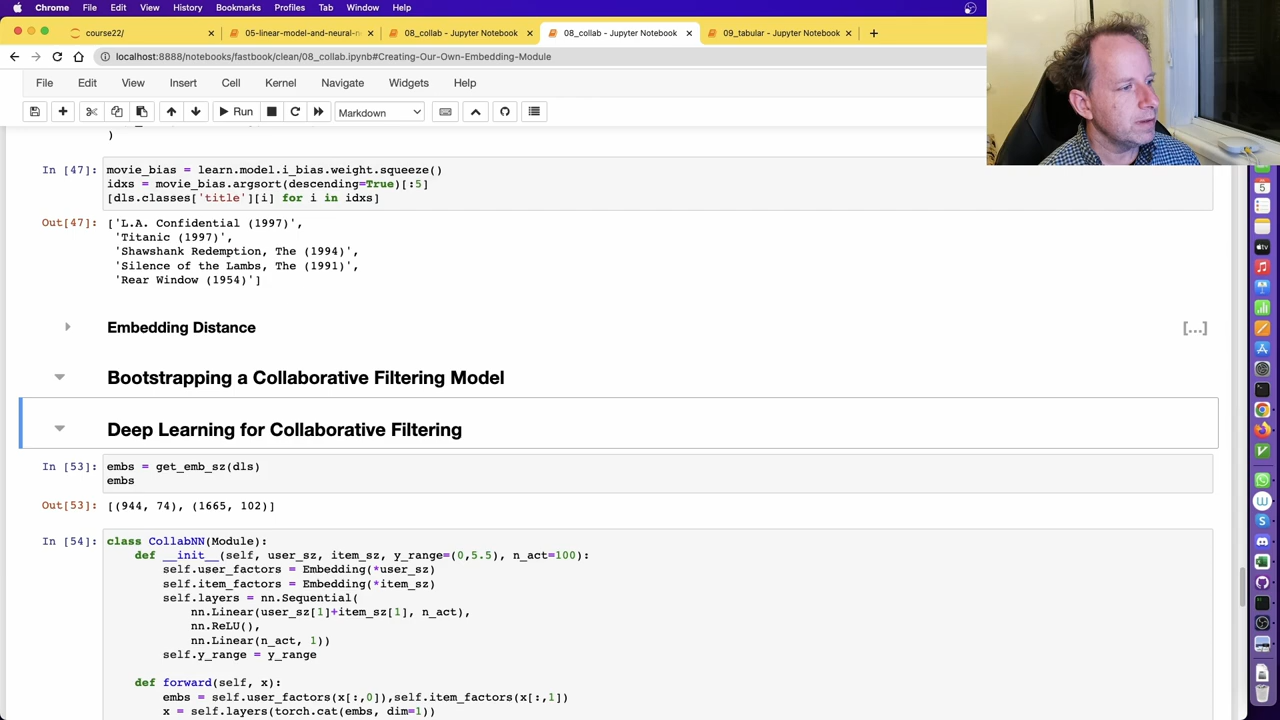 Chrome File Edit View History Bookmarks Profiles Tab Window Help
course22/ 05-linear-model-and-neural-n 08_collab - Jupyter Notebook 08_collab - Jupyter Notebook 09_tabular - Jupyter Notebook
localhost:8888/notebooks/fastbook/clean/08_collab.ipynb#Creating-Our-Own-Embedding-Module
File Edit View Insert Cell Kernel Navigate Widgets Help
Run Markdown
)
In [47]: movie_bias = learn.model.i_bias.weight.squeeze()
idxs = movie_bias.argsort(descending=True)[:5]
[dls.classes['title'][i] for i in idxs]
Out[47]: ['L.A. Confidential (1997)',
'Titanic (1997)',
'Shawshank Redemption, The (1994)',
'Silence of the Lambs, The (1991)',
'Rear Window (1954)']
Embedding Distance [...]
Bootstrapping a Collaborative Filtering Model
Deep Learning for Collaborative Filtering
In [53]: embs = get_emb_sz(dls)
embs
Out[53]: [(944, 74), (1665, 102)]
In [54]: class CollabNN(Module):
def __init__(self, user_sz, item_sz, y_range=(0,5.5), n_act=100):
self.user_factors = Embedding(*user_sz)
self.item_factors = Embedding(*item_sz)
self.layers = nn.Sequential(
nn.Linear(user_sz[1]+item_sz[1], n_act),
nn.ReLU(),
nn.Linear(n_act, 1))
self.y_range = y_range
def forward(self, x):
embs = self.user_factors(x[:,0]),self.item_factors(x[:,1])
x = self.layers(torch.cat(embs, dim=1))
5
tv